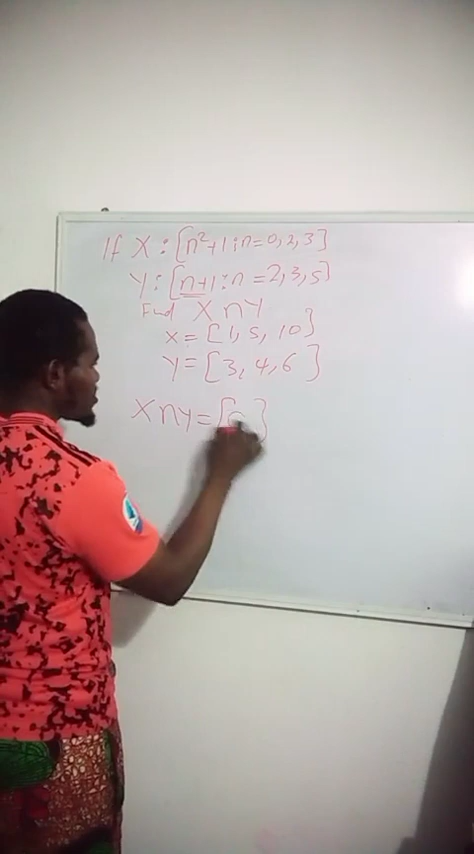 If X : {n²+1 : n = 0, 2, 3}
Y : {n+1 : n = 2, 3, 5}
Find X ∩ Y
X = {1, 5, 10}
Y = {3, 4, 6}
X ∩ Y = { }